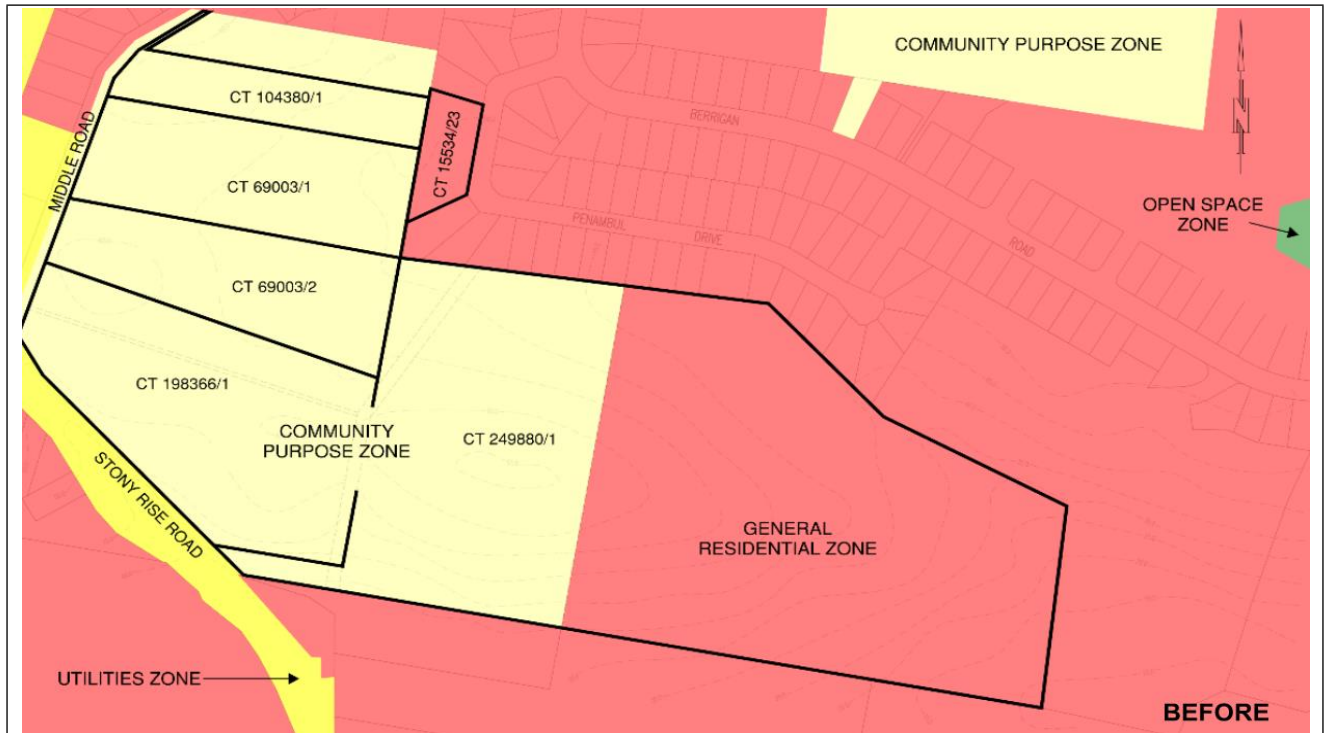 COMMUNITY PURPOSE ZONE
CT 104380/1
CT 15534/23
BERRIGAN
MIDDLE ROAD
CT 69003/1
OPEN SPACE
ZONE
PENAMBUL
DRIVE
ROAD
CT 69003/2
CT 198366/1
COMMUNITY
PURPOSE ZONE
CT 249880/1
STONY RISE ROAD
GENERAL
RESIDENTIAL ZONE
UTILITIES ZONE
BEFORE